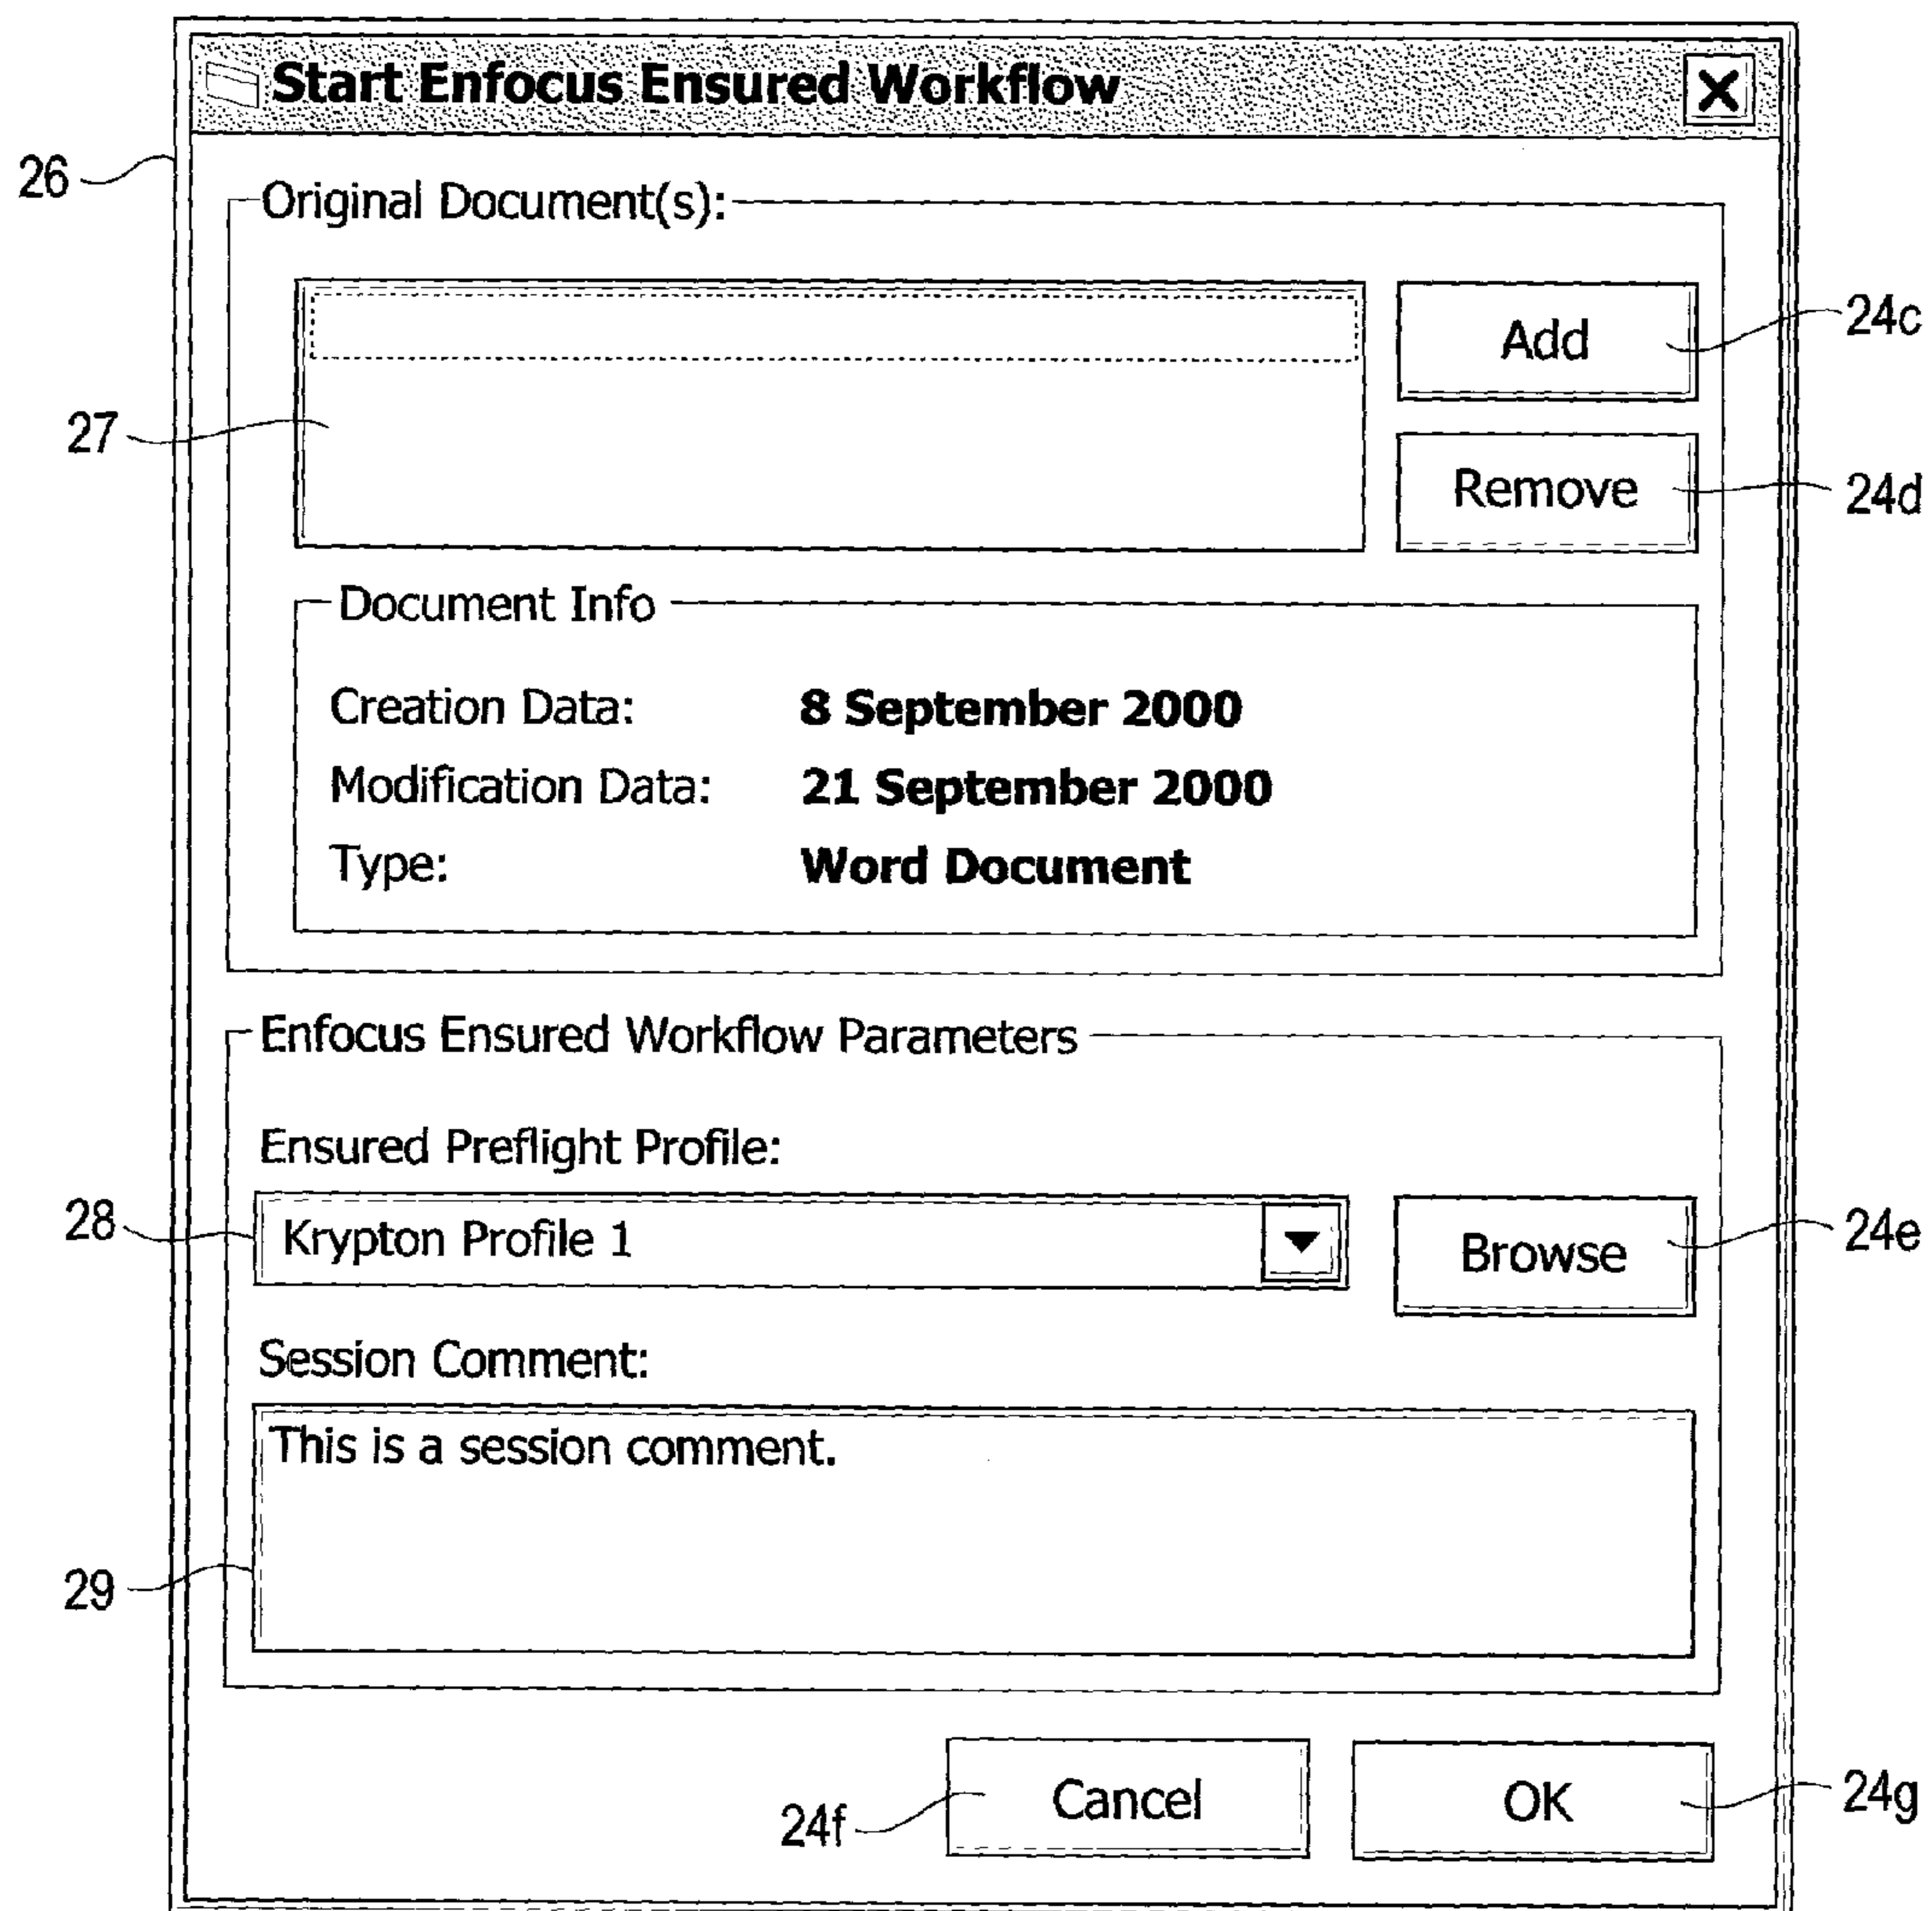 Start Enfocus Ensured Workflow X
26
Original Document(s):
Add 24c
27
Remove 24d
Document Info
Creation Data: 8 September 2000
Modification Data: 21 September 2000
Type: Word Document
Enfocus Ensured Workflow Parameters
Ensured Preflight Profile:
28 Krypton Profile 1 Browse 24e
Session Comment:
This is a session comment.
29
24f Cancel OK 24g